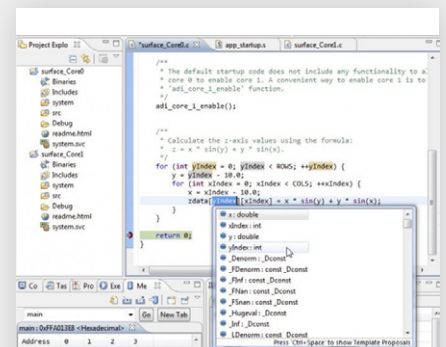 Project Explo
*surface_Core0.c
app_startup.s
surface_Core1.c
surface_Core0
Binaries
Includes
system
src
Debug
readme.html
system.svc
surface_Core1
Binaries
Includes
system
src
Debug
readme.html
system.svc
/**
* The default startup code does not include any functionality to al
* core 0 to enable core 1. A convenient way to enable core 1 is to
* 'adi_core_1_enable' function.
*/
adi_core_1_enable();
/**
* Calculate the z-axis values using the formula:
* z = x * sin(y) + y * sin(x).
*/
for (int yIndex = 0; yIndex < ROWS; ++yIndex) {
y = yIndex - 10.0;
for (int xIndex = 0; xIndex < COLS; ++xIndex) {
x = xIndex - 10.0;
zdata[yIndex][xIndex] = x * sin(y) + y * sin(x);
}
}
return 0;
}
x : double
xIndex : int
y : double
yIndex : int
_Denorm : _Dconst
_FDenorm : const _Dconst
_FInf : const _Dconst
_FNan : const _Dconst
_FSnan : const _Dconst
_Hugeval : _Dconst
_Inf : _Dconst
_LDenorm : const _Dconst
Press 'Ctrl+Space' to show Template Proposals
Co
Tas
Pro
Exe
Me
main
Go
New Tab
main : 0xFFA013E8 <Hexadecimal>
Address 0 1 2 3